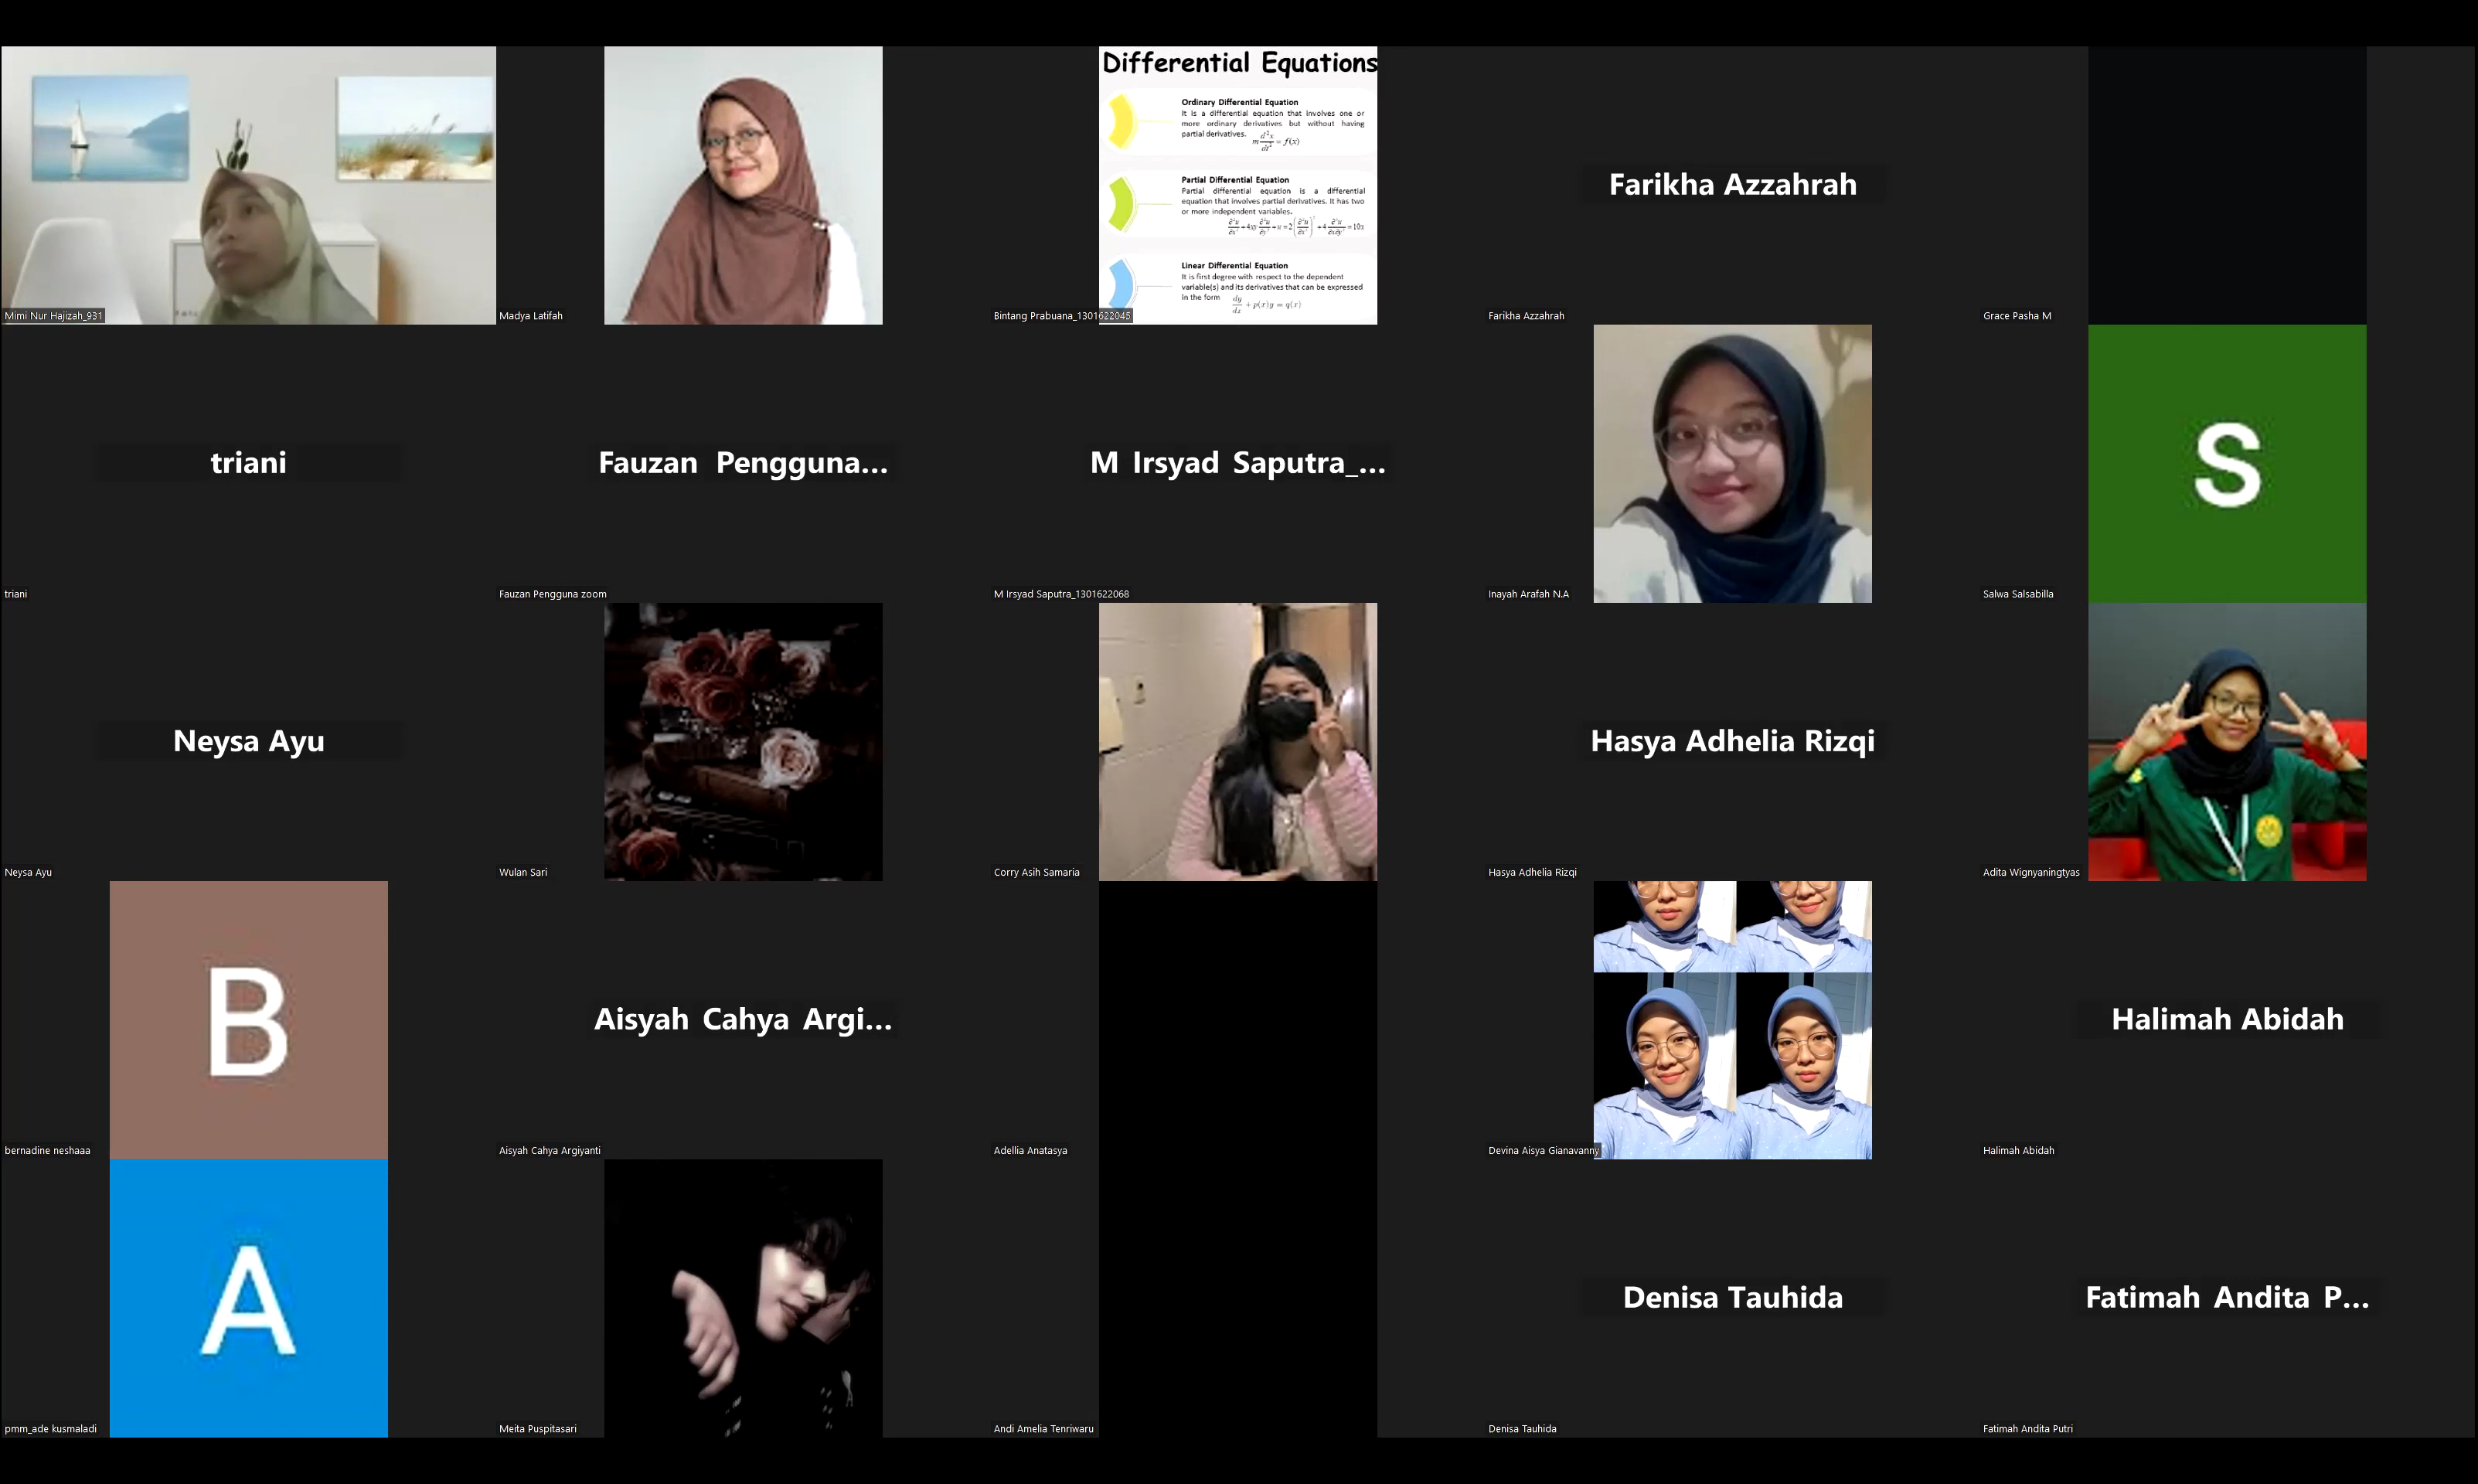 Differential Equations
Ordinary Differential Equation
It is a differential equation that involves one or
more ordinary derivatives but without having
partial derivatives.
m d²x/dt² = f(x)
Partial Differential Equation
Partial differential equation is a differential
equation that involves partial derivatives. It has two
or more independent variables.
Linear Differential Equation
It is first degree with respect to the dependent
variable(s) and its derivatives that can be expressed
in the form dy/dx + p(x)y = q(x)
Farikha Azzahrah
Mimi Nur Hajizah_931
Madya Latifah
Bintang Prabuana_1301622045
Farikha Azzahrah
Grace Pasha M
triani
Fauzan Pengguna...
M Irsyad Saputra_...
S
triani
Fauzan Pengguna zoom
M Irsyad Saputra_1301622068
Inayah Arafah N.A
Salwa Salsabilla
Neysa Ayu
Hasya Adhelia Rizqi
Neysa Ayu
Wulan Sari
Corry Asih Samaria
Hasya Adhelia Rizqi
Adita Wignyaningtyas
B
Aisyah Cahya Argi...
Halimah Abidah
bernadine neshaaa
Aisyah Cahya Argiyanti
Adellia Anatasya
Devina Aisya Gianavanny
Halimah Abidah
A
Denisa Tauhida
Fatimah Andita P...
pmm_ade kusmaladi
Meita Puspitasari
Andi Amelia Tenriwaru
Denisa Tauhida
Fatimah Andita Putri